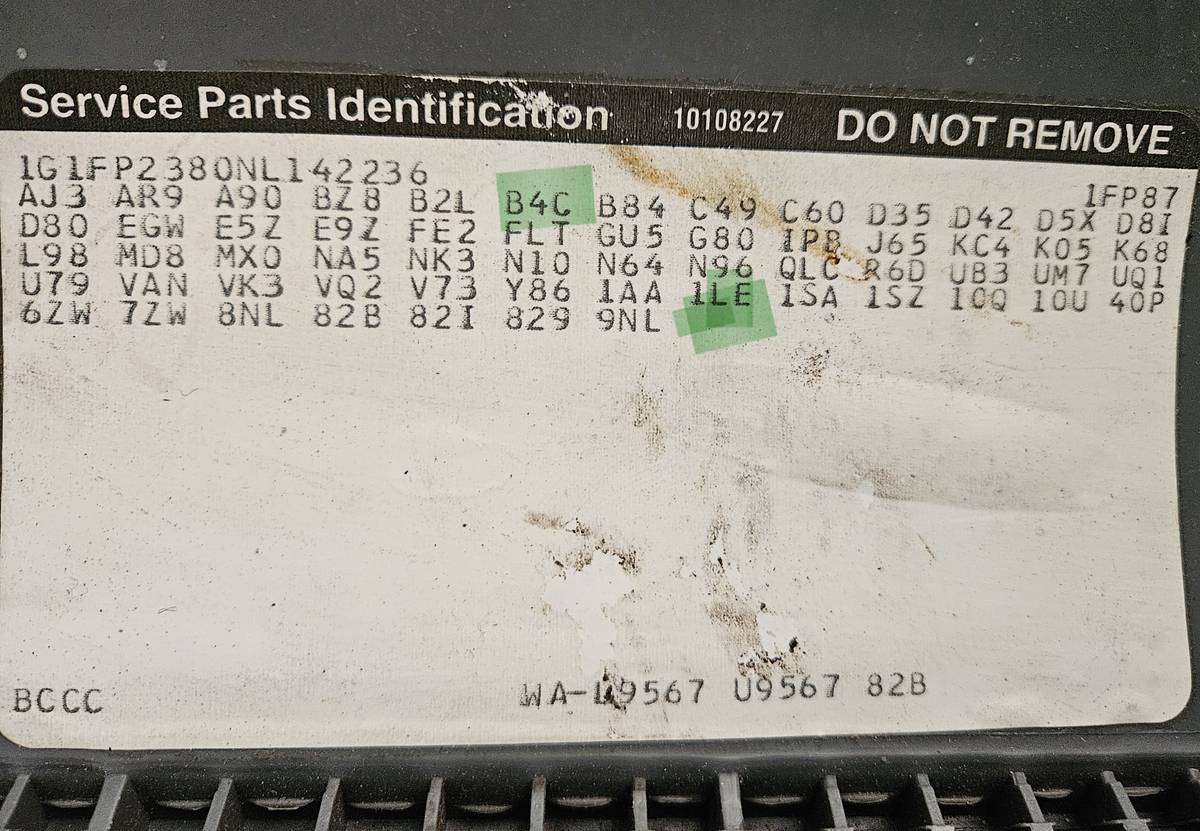 Service Parts Identification 10108227 DO NOT REMOVE
1G1FP2380NL142236 1FP87
AJ3 AR9 A90 BZ8 B2L B4C B84 C49 C60 D35 D42 D5X D8I
D80 EGW E5Z E9Z FE2 FLT GU5 G80 IPB J65 KC4 K05 K68
L98 MD8 MX0 NA5 NK3 N10 N64 N96 QLC R6D UB3 UM7 UQ1
U79 VAN VK3 VQ2 V73 Y86 1AA 1LE 1SA 1SZ 10Q 10U 40P
6ZW 7ZW 8NL 82B 82I 829 9NL
BCCC WA-U9567 U9567 82B